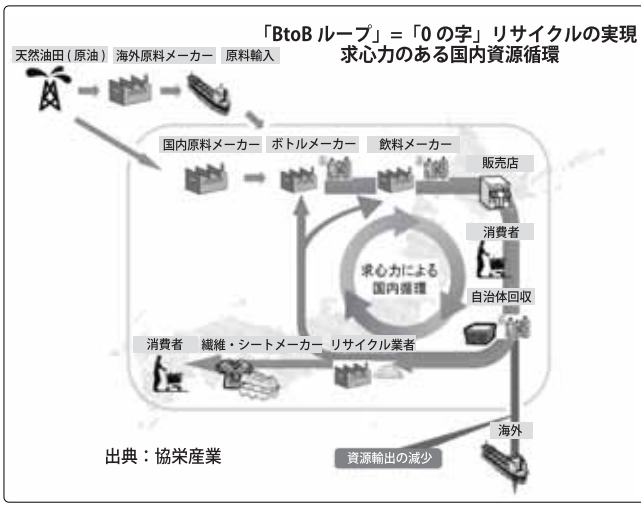 「BtoB ループ」=「0 の字」リサイクルの実現
求心力のある国内資源循環
天然油田 ( 原油 )
海外原料メーカー
原料輸入
国内原料メーカー
ボトルメーカー
飲料メーカー
販売店
消費者
求心力による
国内循環
自治体回収
消費者
繊維・シートメーカー
リサイクル業者
海外
資源輸出の減少
出典：協栄産業